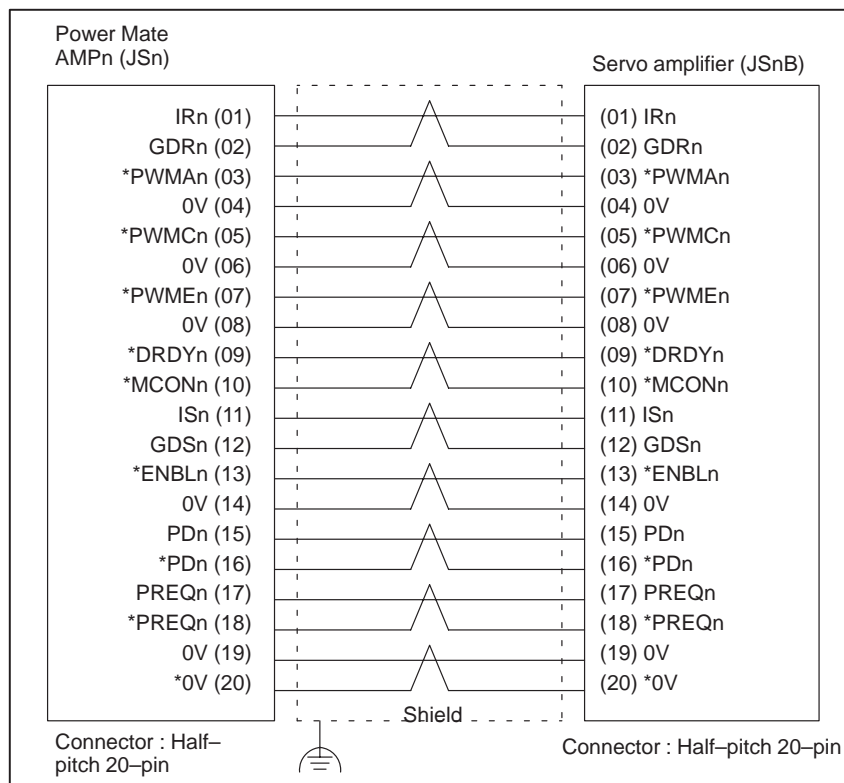 Power Mate
AMPn (JSn)
Servo amplifier (JSnB)
IRn (01)
(01) IRn
GDRn (02)
(02) GDRn
*PWMAn (03)
(03) *PWMAn
0V (04)
(04) 0V
*PWMCn (05)
(05) *PWMCn
0V (06)
(06) 0V
*PWMEn (07)
(07) *PWMEn
0V (08)
(08) 0V
*DRDYn (09)
(09) *DRDYn
*MCONn (10)
(10) *MCONn
ISn (11)
(11) ISn
GDSn (12)
(12) GDSn
*ENBLn (13)
(13) *ENBLn
0V (14)
(14) 0V
PDn (15)
(15) PDn
*PDn (16)
(16) *PDn
PREQn (17)
(17) PREQn
*PREQn (18)
(18) *PREQn
0V (19)
(19) 0V
*0V (20)
(20) *0V
Shield
Connector : Half–
pitch 20–pin
Connector : Half–pitch 20–pin